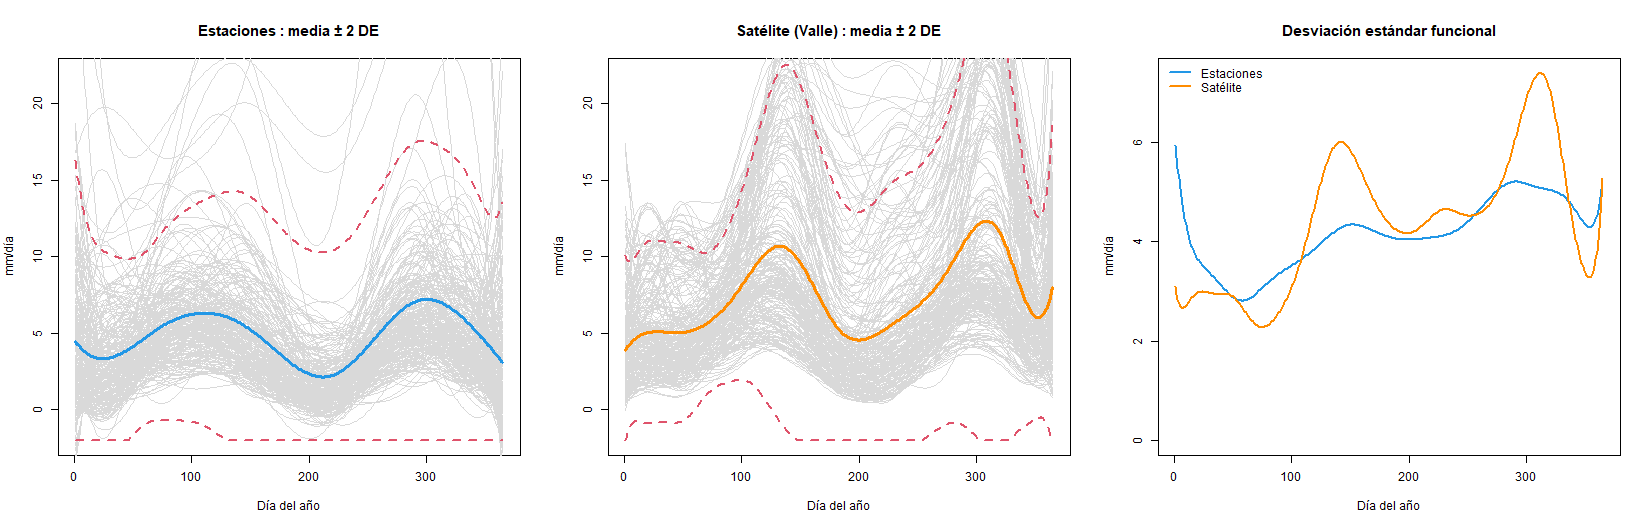 Estaciones : media ± 2 DE
mm/día
0
5
10
15
20
0
100
200
300
Día del año
Satélite (Valle) : media ± 2 DE
mm/día
0
5
10
15
20
0
100
200
300
Día del año
Desviación estándar funcional
Estaciones
Satélite
mm/día
0
2
4
6
0
100
200
300
Día del año